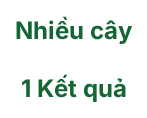 Nhiều cây
1 Kết quả